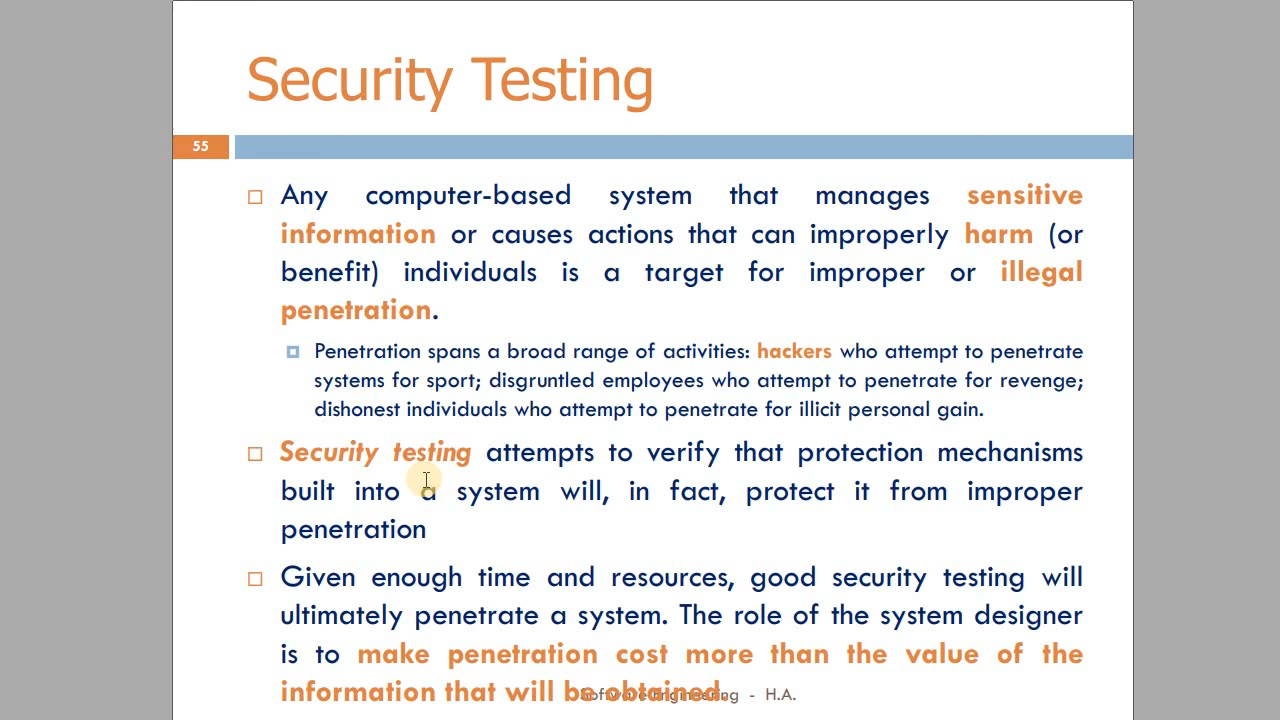 Security Testing
55
Any computer-based system that manages sensitive
information or causes actions that can improperly harm (or
benefit) individuals is a target for improper or illegal
penetration.
Penetration spans a broad range of activities: hackers who attempt to penetrate
systems for sport; disgruntled employees who attempt to penetrate for revenge;
dishonest individuals who attempt to penetrate for illicit personal gain.
Security testing attempts to verify that protection mechanisms
built into a system will, in fact, protect it from improper
penetration
Given enough time and resources, good security testing will
ultimately penetrate a system. The role of the system designer
is to make penetration cost more than the value of the
information that will be obtained.
Software Engineering - H.A.